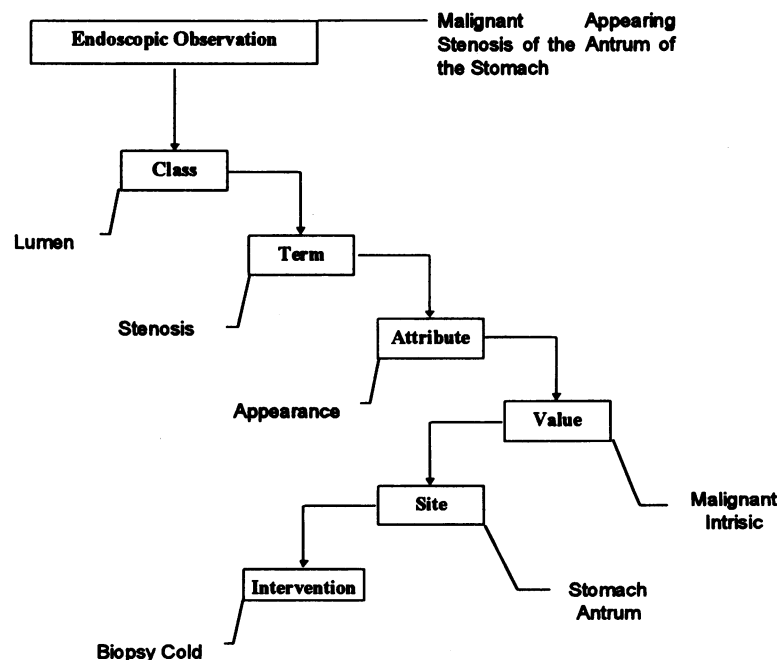 Endoscopic Observation
Malignant Appearing
Stenosis of the Antrum of
the Stomach
Class
Lumen
Term
Stenosis
Attribute
Appearance
Value
Malignant
Intrisic
Site
Stomach
Antrum
Intervention
Biopsy Cold